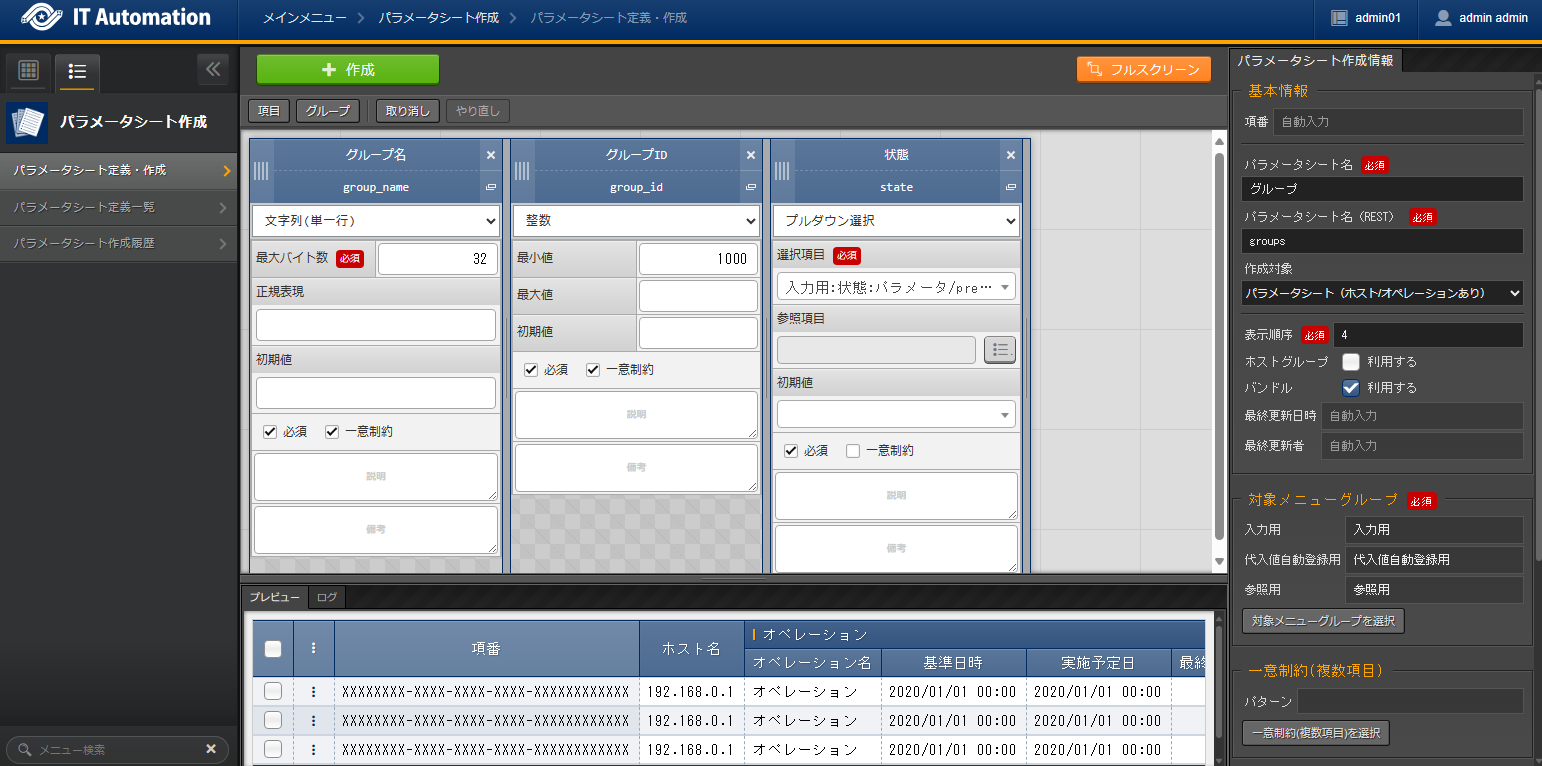 IT Automation
メインメニュー
パラメータシート作成
パラメータシート定義・作成
admin01
admin admin
パラメータシート作成
パラメータシート定義・作成
パラメータシート定義一覧
パラメータシート作成履歴
メニュー検索
作成
フルスクリーン
項目
グループ
取り消し
やり直し
グループ名
group_name
文字列(単一行)
最大バイト数 必須 32
正規表現
初期値
必須 一意制約
説明
備考
グループID
group_id
整数
最小値 1000
最大値
初期値
必須 一意制約
説明
備考
状態
state
プルダウン選択
選択項目 必須
入力用:状態:パラメータ/pre…
参照項目
初期値
必須 一意制約
説明
備考
プレビュー
ログ
項番 ホスト名 オペレーション
オペレーション名 基準日時 実施予定日 最終
XXXXXXXX-XXXX-XXXX-XXXX-XXXXXXXXXXXX 192.168.0.1 オペレーション 2020/01/01 00:00 2020/01/01 00:00
XXXXXXXX-XXXX-XXXX-XXXX-XXXXXXXXXXXX 192.168.0.1 オペレーション 2020/01/01 00:00 2020/01/01 00:00
XXXXXXXX-XXXX-XXXX-XXXX-XXXXXXXXXXXX 192.168.0.1 オペレーション 2020/01/01 00:00 2020/01/01 00:00
パラメータシート作成情報
基本情報
項番 自動入力
パラメータシート名 必須
グループ
パラメータシート名（REST） 必須
groups
作成対象
パラメータシート（ホスト/オペレーションあり）
表示順序 必須 4
ホストグループ 利用する
バンドル 利用する
最終更新日時 自動入力
最終更新者 自動入力
対象メニューグループ 必須
入力用 入力用
代入値自動登録用 代入値自動登録用
参照用 参照用
対象メニューグループを選択
一意制約(複数項目)
パターン
一意制約(複数項目)を選択